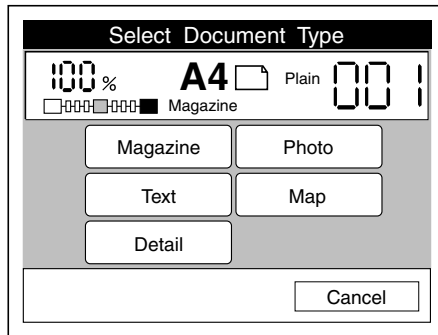 Select Document Type
100 % A4 Plain 001
Magazine
Magazine Photo
Text Map
Detail
Cancel